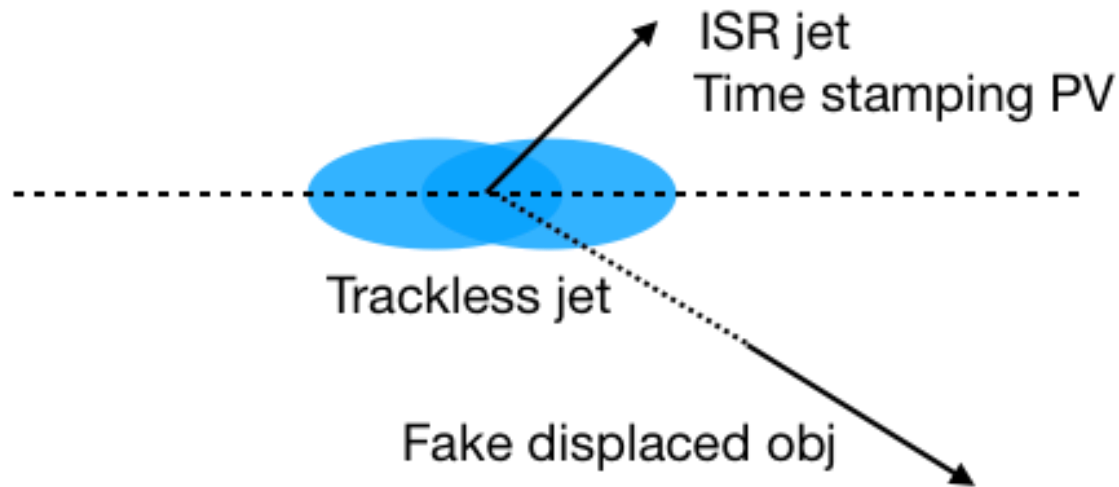 ISR jet
Time stamping PV
Trackless jet
Fake displaced obj